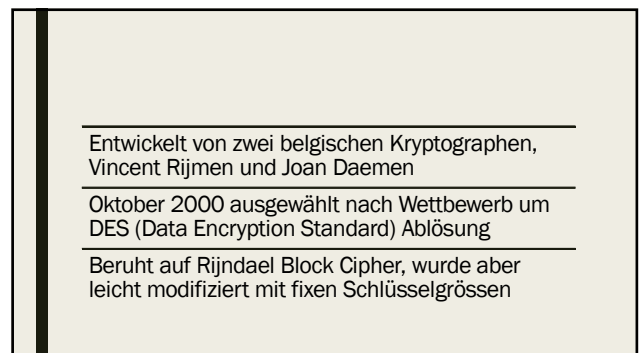 Entwickelt von zwei belgischen Kryptographen,
Vincent Rijmen und Joan Daemen
Oktober 2000 ausgewählt nach Wettbewerb um
DES (Data Encryption Standard) Ablösung
Beruht auf Rijndael Block Cipher, wurde aber
leicht modifiziert mit fixen Schlüsselgrössen